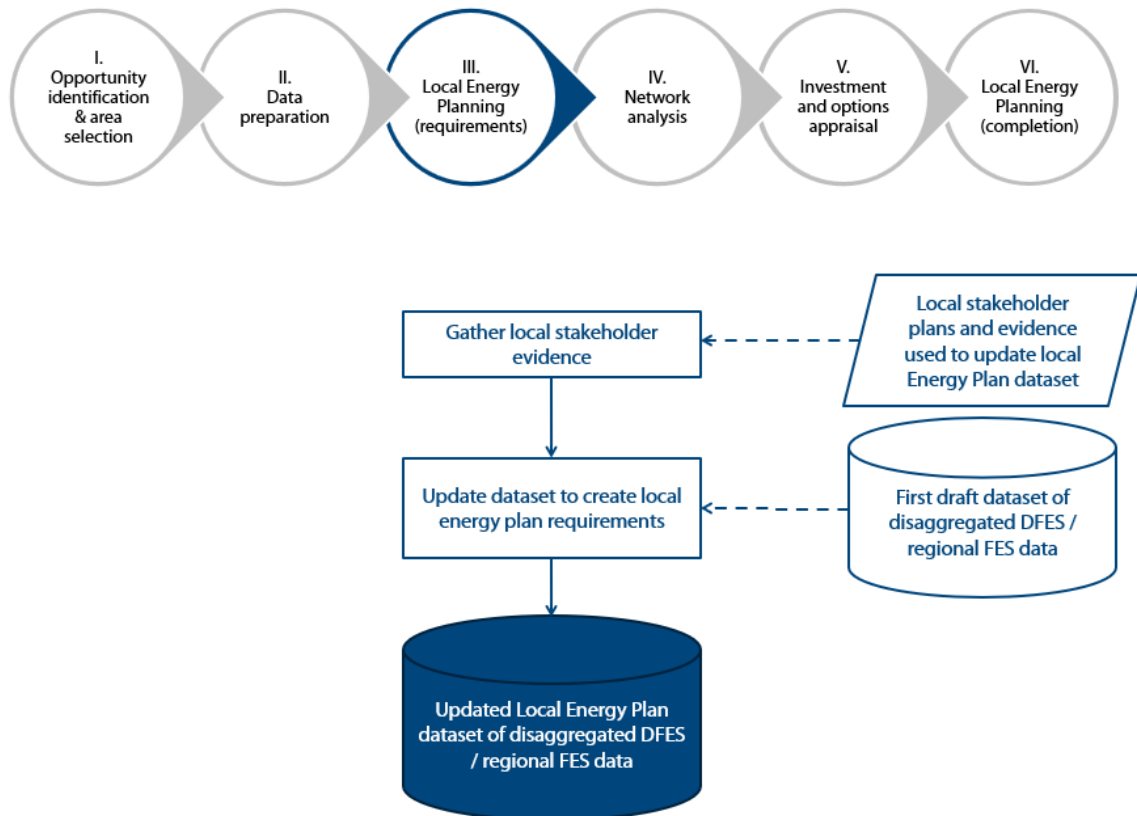 I.
Opportunity
identification
& area
selection
II.
Data
preparation
III.
Local Energy
Planning
(requirements)
IV.
Network
analysis
V.
Investment
and options
appraisal
VI.
Local Energy
Planning
(completion)
Gather local stakeholder
evidence
Local stakeholder
plans and evidence
used to update local
Energy Plan dataset
Update dataset to create local
energy plan requirements
First draft dataset of
disaggregated DFES /
regional FES data
Updated Local Energy Plan
dataset of disaggregated DFES
/ regional FES data